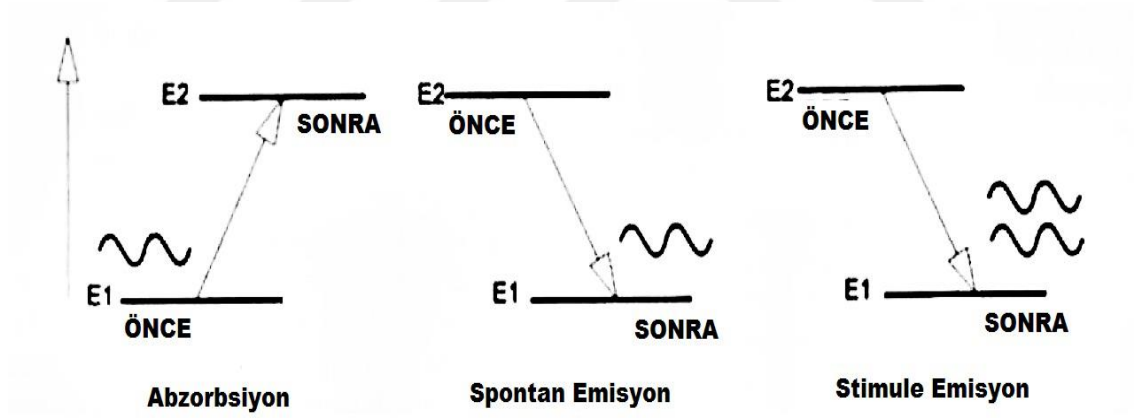 E2
SONRA
E1
ÖNCE
Abzorbsiyon
E2
ÖNCE
E1
SONRA
Spontan Emisyon
E2
ÖNCE
E1
SONRA
Stimule Emisyon